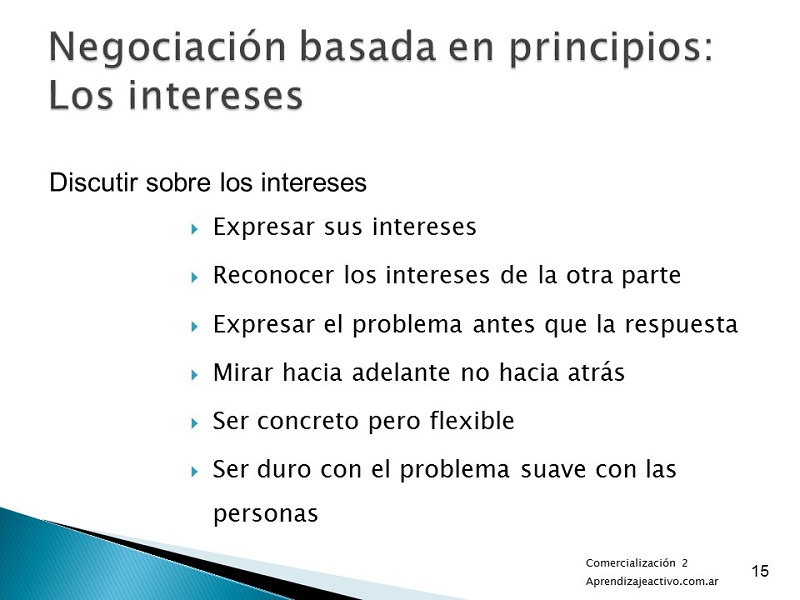 Negociación basada en principios:
Los intereses
Discutir sobre los intereses
Expresar sus intereses
Reconocer los intereses de la otra parte
Expresar el problema antes que la respuesta
Mirar hacia adelante no hacia atrás
Ser concreto pero flexible
Ser duro con el problema suave con las
personas
Comercialización 2
Aprendizajeactivo.com.ar
15